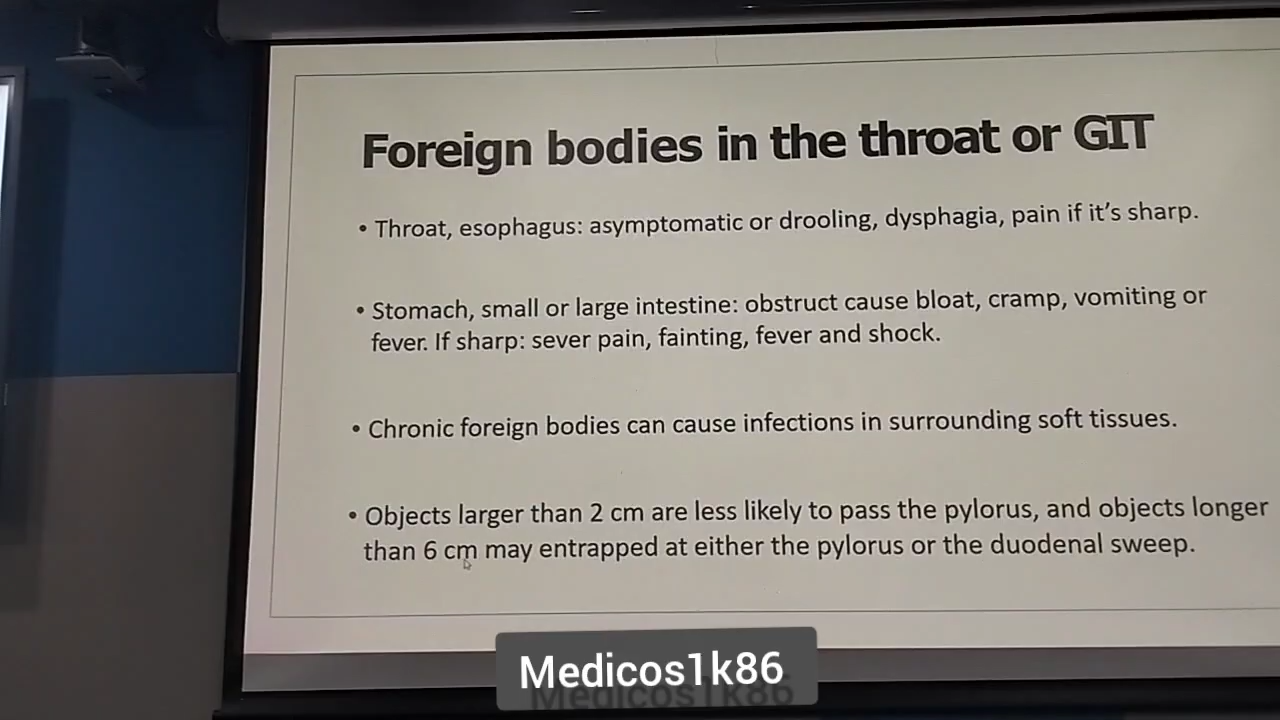 Foreign bodies in the throat or GIT
• Throat, esophagus: asymptomatic or drooling, dysphagia, pain if it's sharp.
• Stomach, small or large intestine: obstruct cause bloat, cramp, vomiting or
fever. If sharp: sever pain, fainting, fever and shock.
• Chronic foreign bodies can cause infections in surrounding soft tissues.
• Objects larger than 2 cm are less likely to pass the pylorus, and objects longer
than 6 cm may entrapped at either the pylorus or the duodenal sweep.
Medicos1k86
Medicos1k86